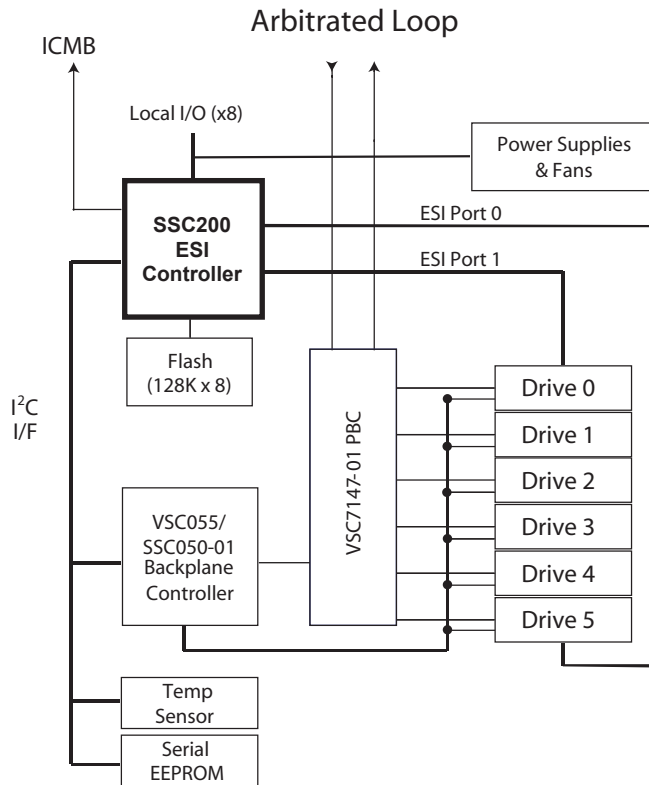 Arbitrated Loop
ICMB
Local I/O (x8)
Power Supplies
& Fans
SSC200
ESI
Controller
ESI Port 0
ESI Port 1
Flash
(128K x 8)
I²C
I/F
VSC7147-01 PBC
Drive 0
Drive 1
Drive 2
Drive 3
Drive 4
Drive 5
VSC055/
SSC050-01
Backplane
Controller
Temp
Sensor
Serial
EEPROM